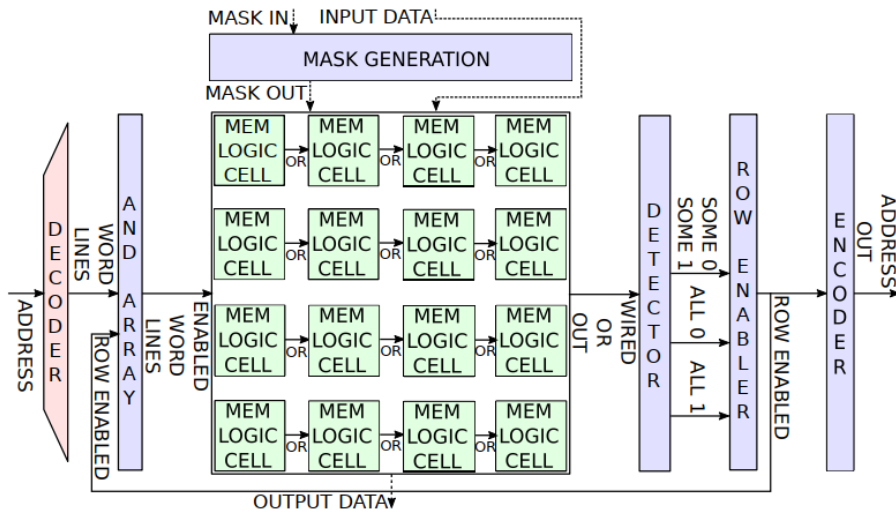 MASK IN
INPUT DATA
MASK GENERATION
MASK OUT
MEM
LOGIC
CELL
OR
MEM
LOGIC
CELL
OR
MEM
LOGIC
CELL
OR
MEM
LOGIC
CELL
MEM
LOGIC
CELL
OR
MEM
LOGIC
CELL
OR
MEM
LOGIC
CELL
OR
MEM
LOGIC
CELL
MEM
LOGIC
CELL
OR
MEM
LOGIC
CELL
OR
MEM
LOGIC
CELL
OR
MEM
LOGIC
CELL
MEM
LOGIC
CELL
OR
MEM
LOGIC
CELL
OR
MEM
LOGIC
CELL
OR
MEM
LOGIC
CELL
ADDRESS
DECODER
WORD
LINES
ROW ENABLED
AND ARRAY
ENABLED
WORD
LINES
WIRED
OR
OUT
DETECTOR
SOME 0
SOME 1
ALL 0
ALL 1
ROW ENABLER
ROW ENABLED
ENCODER
ADDRESS
OUT
OUTPUT DATA